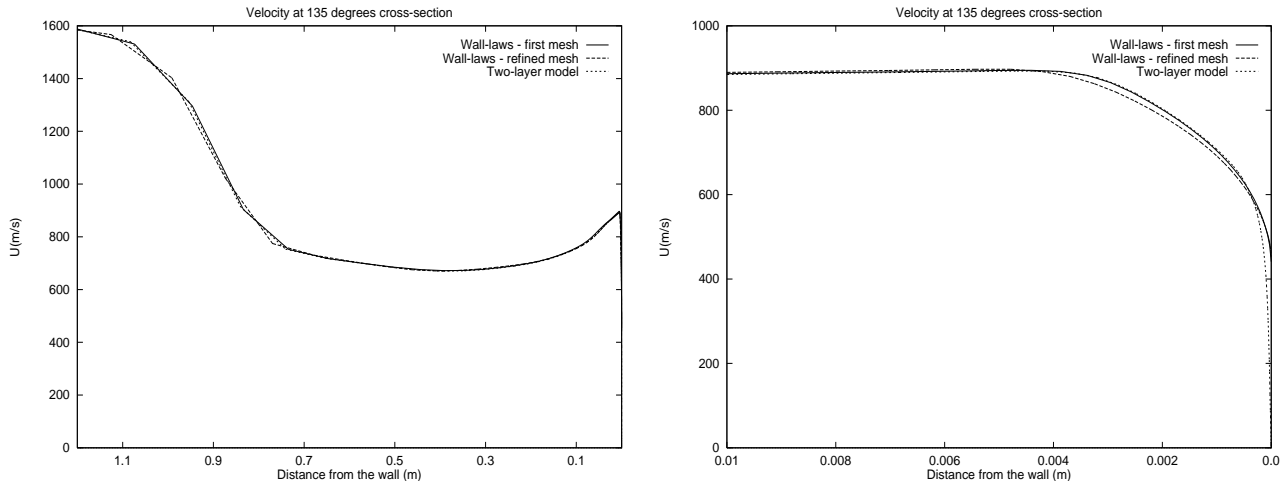 Velocity at 135 degrees cross-section
1600
1400
1200
1000
800
600
400
200
0
U(m/s)
Wall-laws - first mesh
Wall-laws - refined mesh
Two-layer model
1.1
0.9
0.7
0.5
0.3
0.1
Distance from the wall (m)
Velocity at 135 degrees cross-section
1000
800
600
400
200
0
U(m/s)
Wall-laws - first mesh
Wall-laws - refined mesh
Two-layer model
0.01
0.008
0.006
0.004
0.002
0.0
Distance from the wall (m)